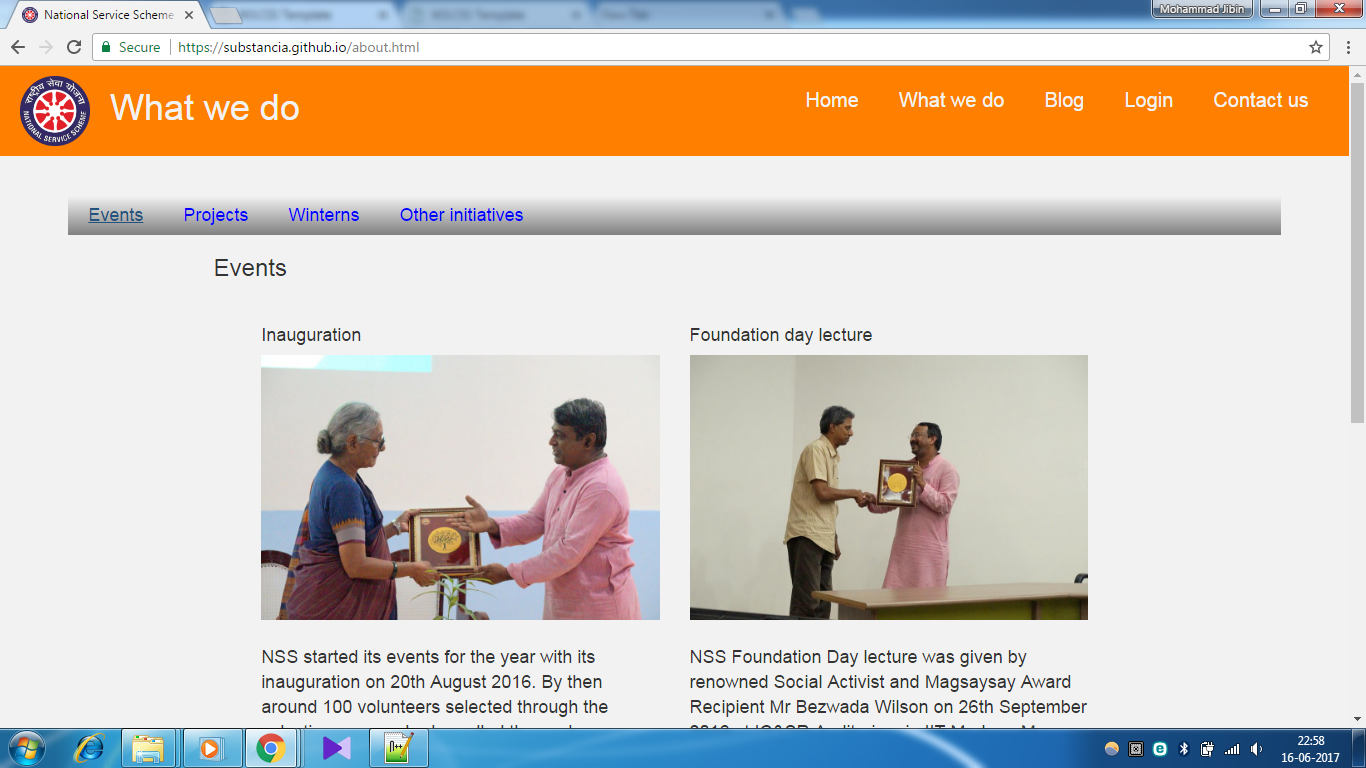 National Service Scheme
Mohammad Jibin
Secure
https://substancia.github.io/about.html
राष्ट्रीय सेवा योजना
NATIONAL SERVICE SCHEME
What we do
Home What we do Blog Login Contact us
Events Projects Winterns Other initiatives
Events
Inauguration
NSS started its events for the year with its
inauguration on 20th August 2016. By then
around 100 volunteers selected through the
Foundation day lecture
NSS Foundation Day lecture was given by
renowned Social Activist and Magsaysay Award
Recipient Mr Bezwada Wilson on 26th September
22:58
16-06-2017